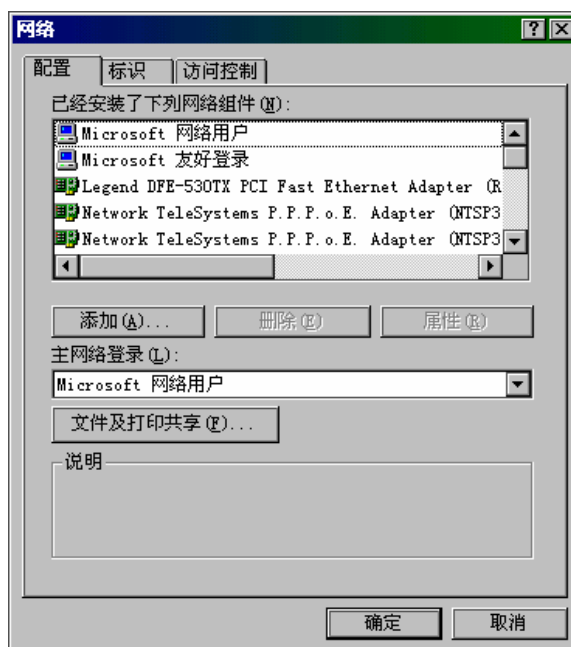 网络
配置 标识 访问控制
已经安装了下列网络组件(N):
Microsoft 网络用户
Microsoft 友好登录
Legend DFE-530TX PCI Fast Ethernet Adapter (R
Network TeleSystems P.P.P.o.E. Adapter (NTSP3
Network TeleSystems P.P.P.o.E. Adapter (NTSP3
添加(A)... 删除(E) 属性(R)
主网络登录(L):
Microsoft 网络用户
文件及打印共享(F)...
说明
确定 取消